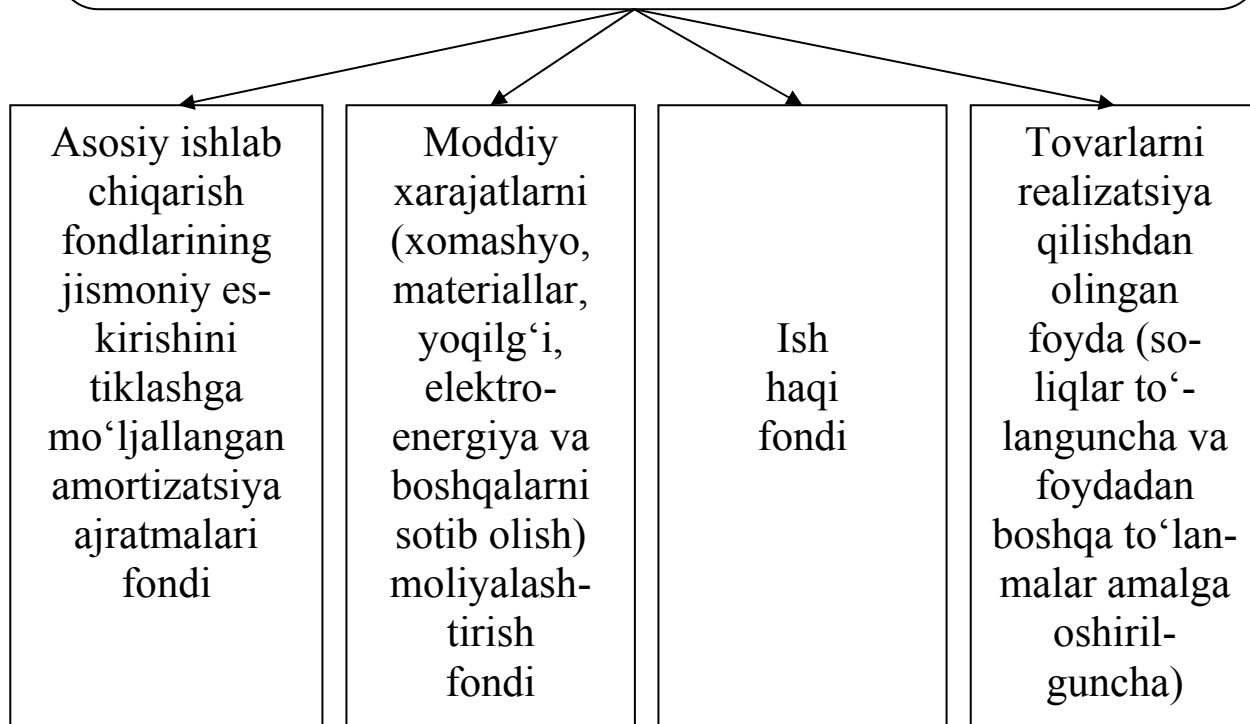 Asosiy ishlab
chiqarish
fondlarining
jismoniy es-
kirishini
tiklashga
mo‘ljallangan
amortizatsiya
ajratmalari
fondi
Moddiy
xarajatlarni
(xomashyo,
materiallar,
yoqilg‘i,
elektro-
energiya va
boshqalarni
sotib olish)
moliyalash-
tirish
fondi
Ish
haqi
fondi
Tovarlarni
realizatsiya
qilishdan
olingan
foyda (so-
liqlar to‘-
languncha va
foydadan
boshqa to‘lan-
malar amalga
oshiril-
guncha)